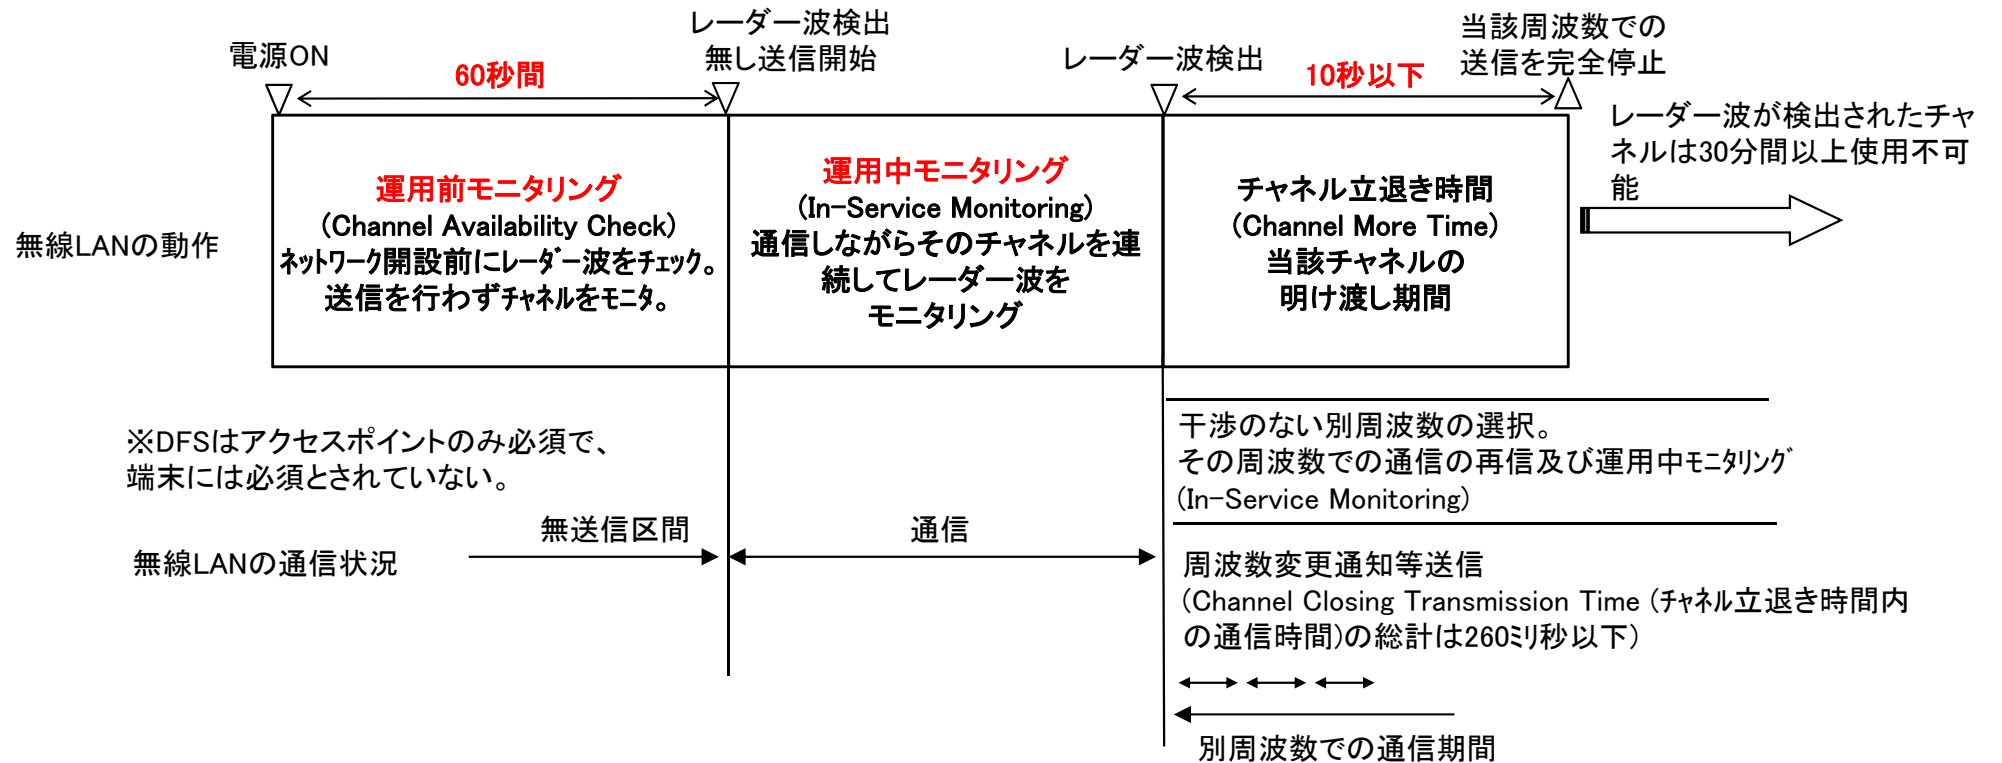 電源ON
60秒間
レーダー波検出
無し送信開始
レーダー波検出
10秒以下
当該周波数での
送信を完全停止
レーダー波が検出されたチャ
ネルは30分間以上使用不可
能
無線LANの動作
運用前モニタリング
(Channel Availability Check)
ネットワーク開設前にレーダー波をチェック。
送信を行わずチャネルをモニタ。
運用中モニタリング
(In-Service Monitoring)
通信しながらそのチャネルを連
続してレーダー波を
モニタリング
チャネル立退き時間
(Channel More Time)
当該チャネルの
明け渡し期間
※DFSはアクセスポイントのみ必須で、
端末には必須とされていない。
干渉のない別周波数の選択。
その周波数での通信の再信及び運用中モニタリング
(In-Service Monitoring)
無線LANの通信状況
無送信区間
通信
周波数変更通知等送信
(Channel Closing Transmission Time (チャネル立退き時間内
の通信時間)の総計は260ミリ秒以下)
別周波数での通信期間